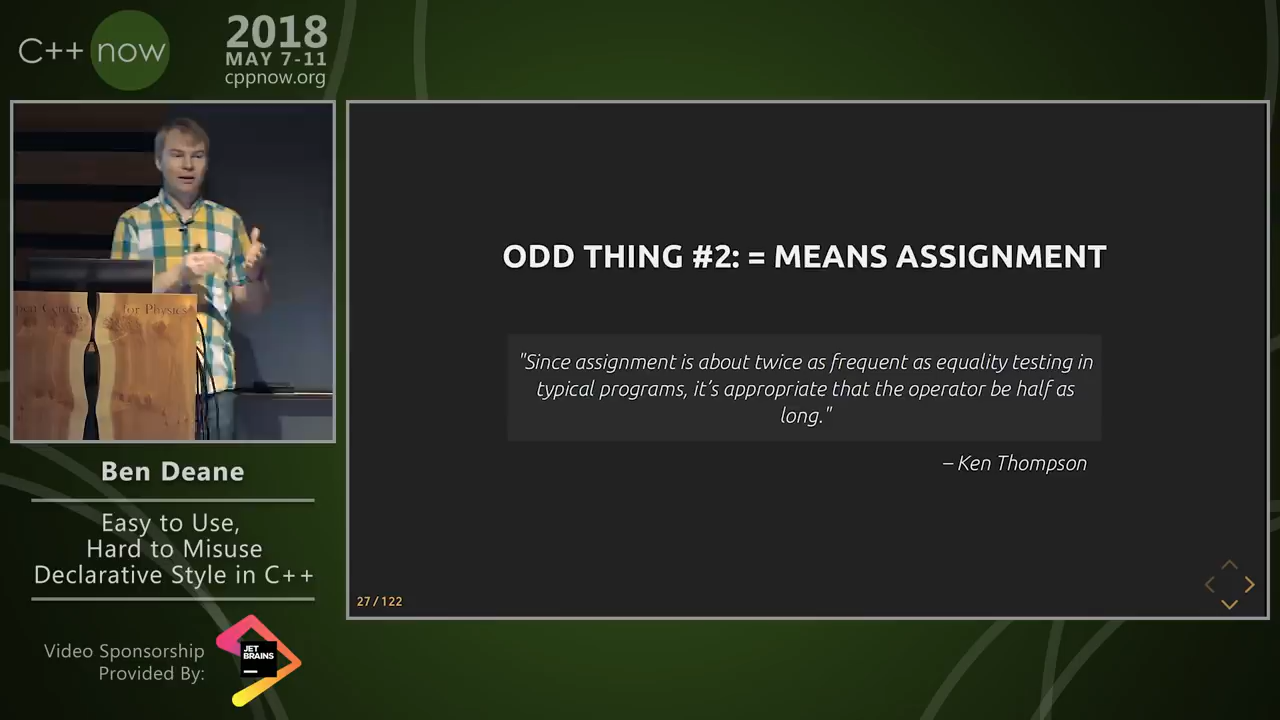 C++ now
2018
MAY 7-11
cppnow.org
Center for Physics
Ben Deane
Easy to Use,
Hard to Misuse
Declarative Style in C++
Video Sponsorship
Provided By:
JET
BRAINS
ODD THING #2: = MEANS ASSIGNMENT
"Since assignment is about twice as frequent as equality testing in
typical programs, it's appropriate that the operator be half as
long."
– Ken Thompson
27 / 122